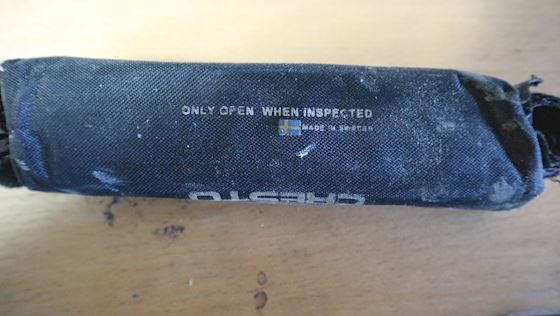 ONLY OPEN WHEN INSPECTED
MADE IN SWEDEN
CRESTO